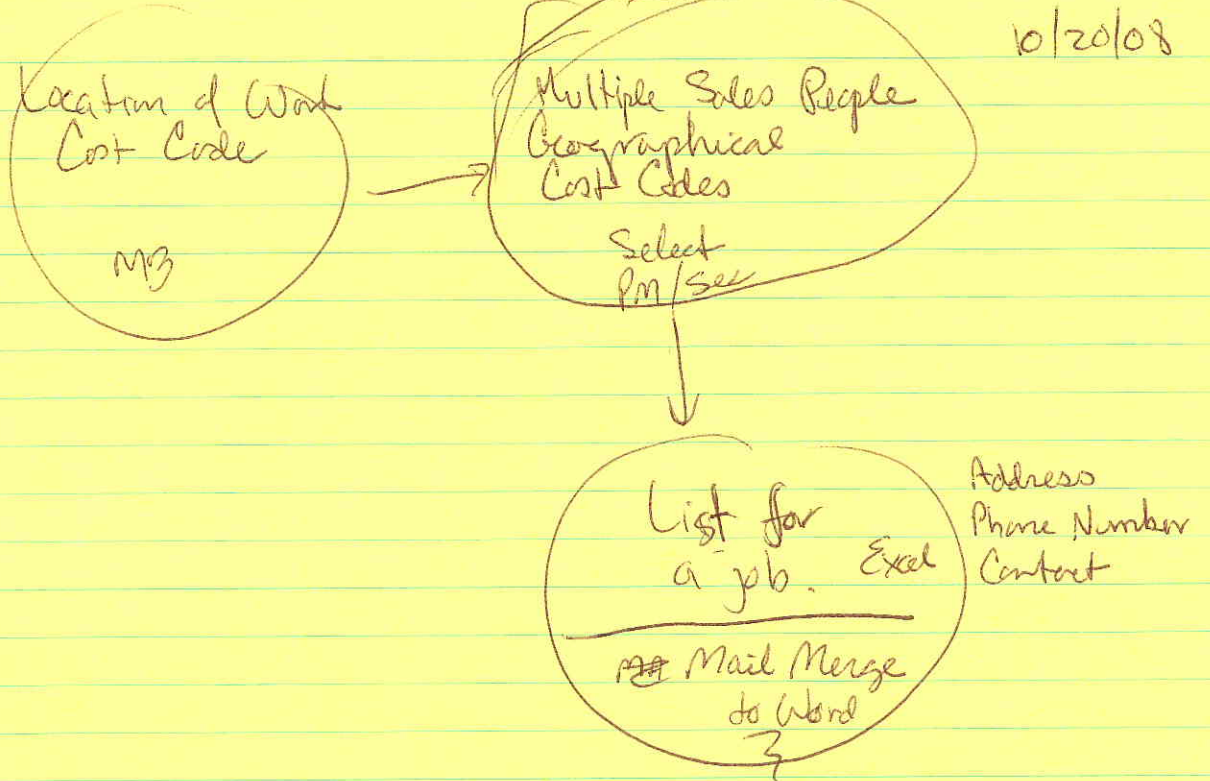 10/20/08
Location of Work
Cost Code
Multiple Sales People
Geographical
Cost Codes
Select
PM/Sec
List for
a job.
Excel
Address
Phone Number
Contact
Mail Merge
to Word